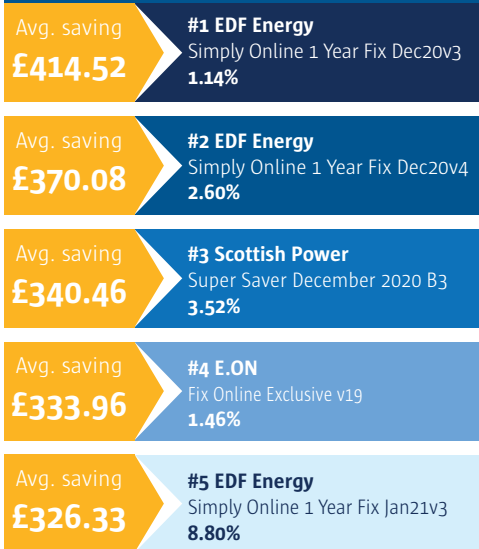 Avg. saving
£414.52
#1 EDF Energy
Simply Online 1 Year Fix Dec20v3
1.14%
Avg. saving
£370.08
#2 EDF Energy
Simply Online 1 Year Fix Dec20v4
2.60%
Avg. saving
£340.46
#3 Scottish Power
Super Saver December 2020 B3
3.52%
Avg. saving
£333.96
#4 E.ON
Fix Online Exclusive v19
1.46%
Avg. saving
£326.33
#5 EDF Energy
Simply Online 1 Year Fix Jan21v3
8.80%